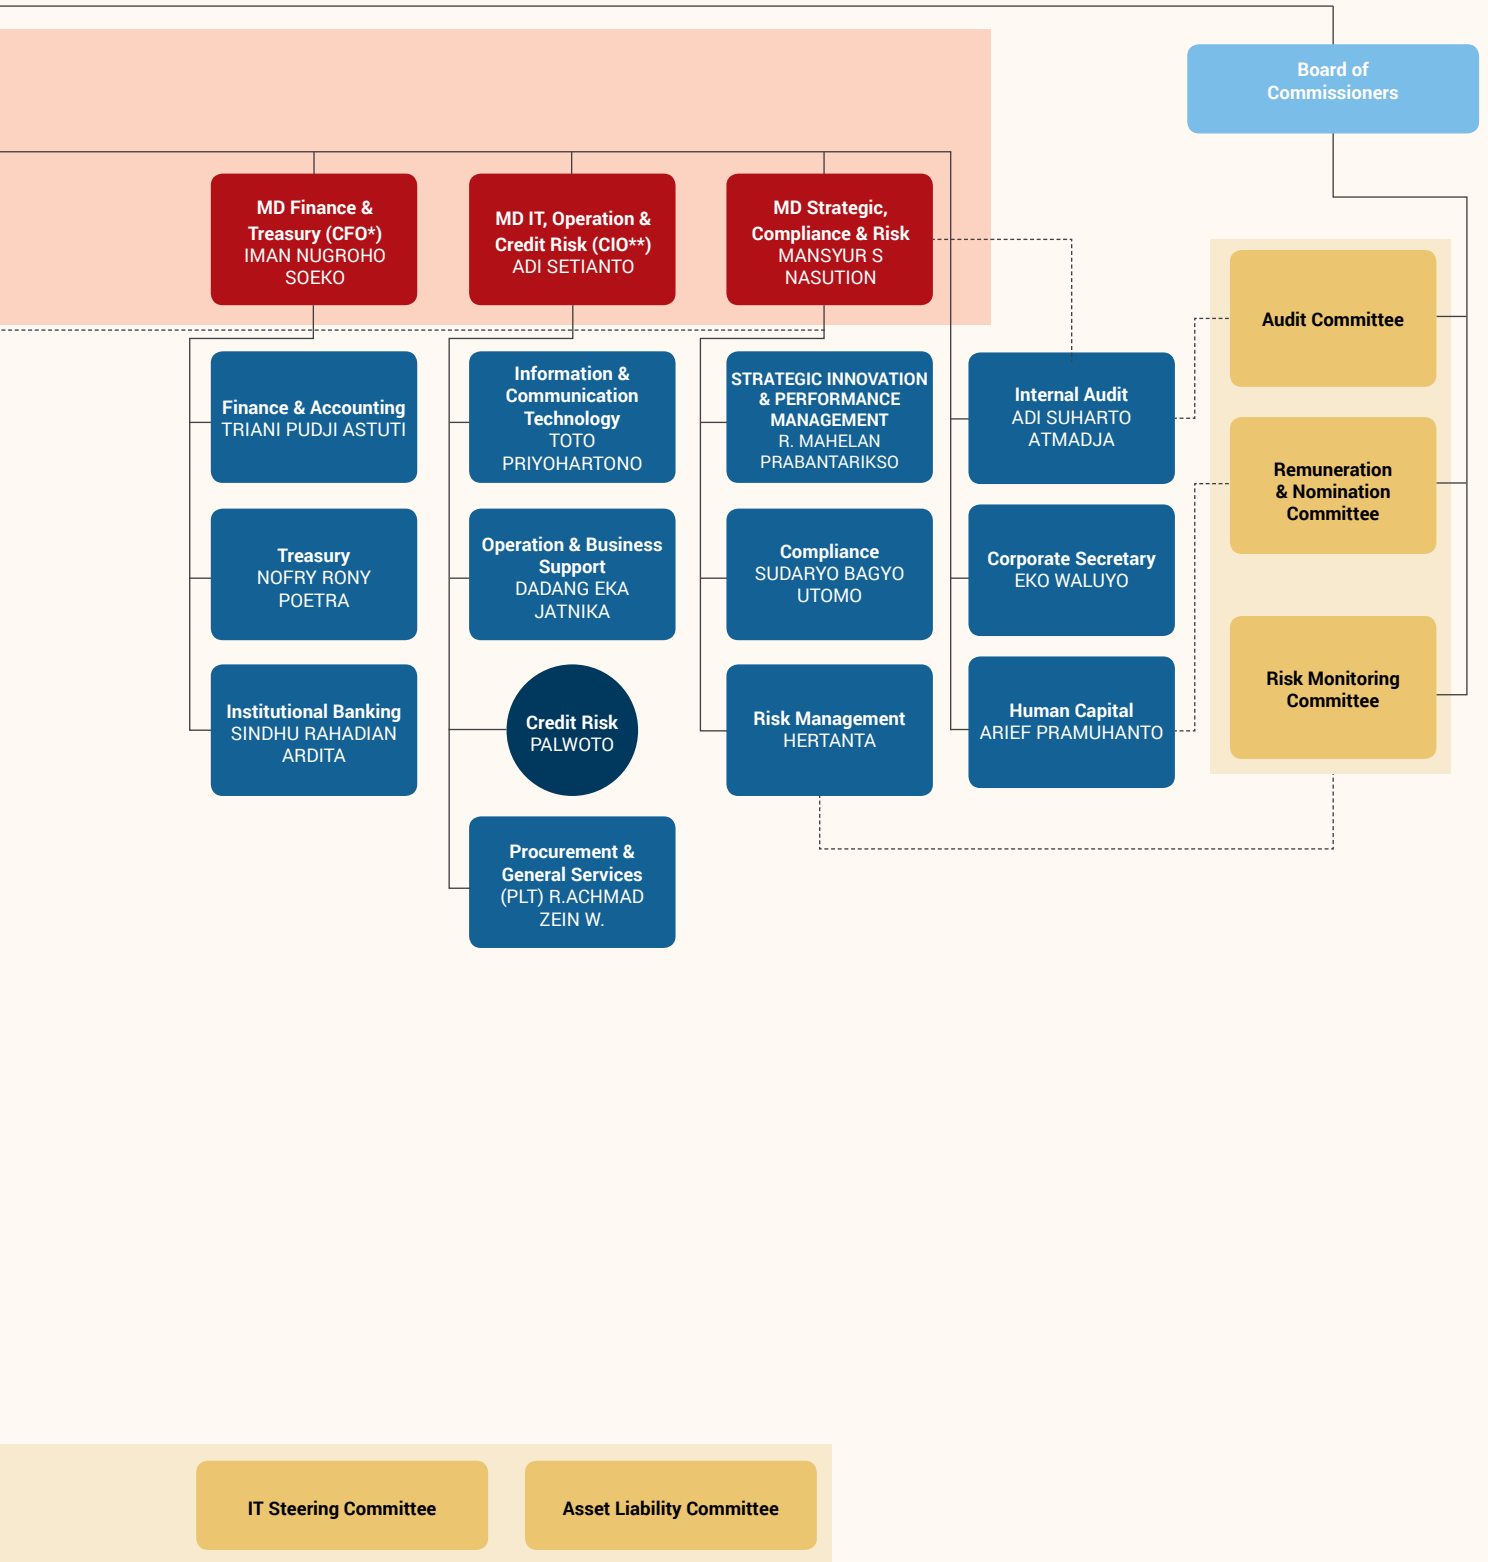 Board of
Commissioners
MD Finance &
Treasury (CFO*)
IMAN NUGROHO
SOEKO
MD IT, Operation &
Credit Risk (CIO**)
ADI SETIANTO
MD Strategic,
Compliance & Risk
MANSYUR S
NASUTION
Finance & Accounting
TRIANI PUDJI ASTUTI
Treasury
NOFRY RONY
POETRA
Institutional Banking
SINDHU RAHADIAN
ARDITA
Information &
Communication
Technology
TOTO
PRIYOHARTONO
Operation & Business
Support
DADANG EKA
JATNIKA
Credit Risk
PALWOTO
Procurement &
General Services
(PLT) R.ACHMAD
ZEIN W.
STRATEGIC INNOVATION
& PERFORMANCE
MANAGEMENT
R. MAHELAN
PRABANTARIKSO
Compliance
SUDARYO BAGYO
UTOMO
Risk Management
HERTANTA
Internal Audit
ADI SUHARTO
ATMADJA
Corporate Secretary
EKO WALUYO
Human Capital
ARIEF PRAMUHANTO
Audit Committee
Remuneration
& Nomination
Committee
Risk Monitoring
Committee
IT Steering Committee
Asset Liability Committee